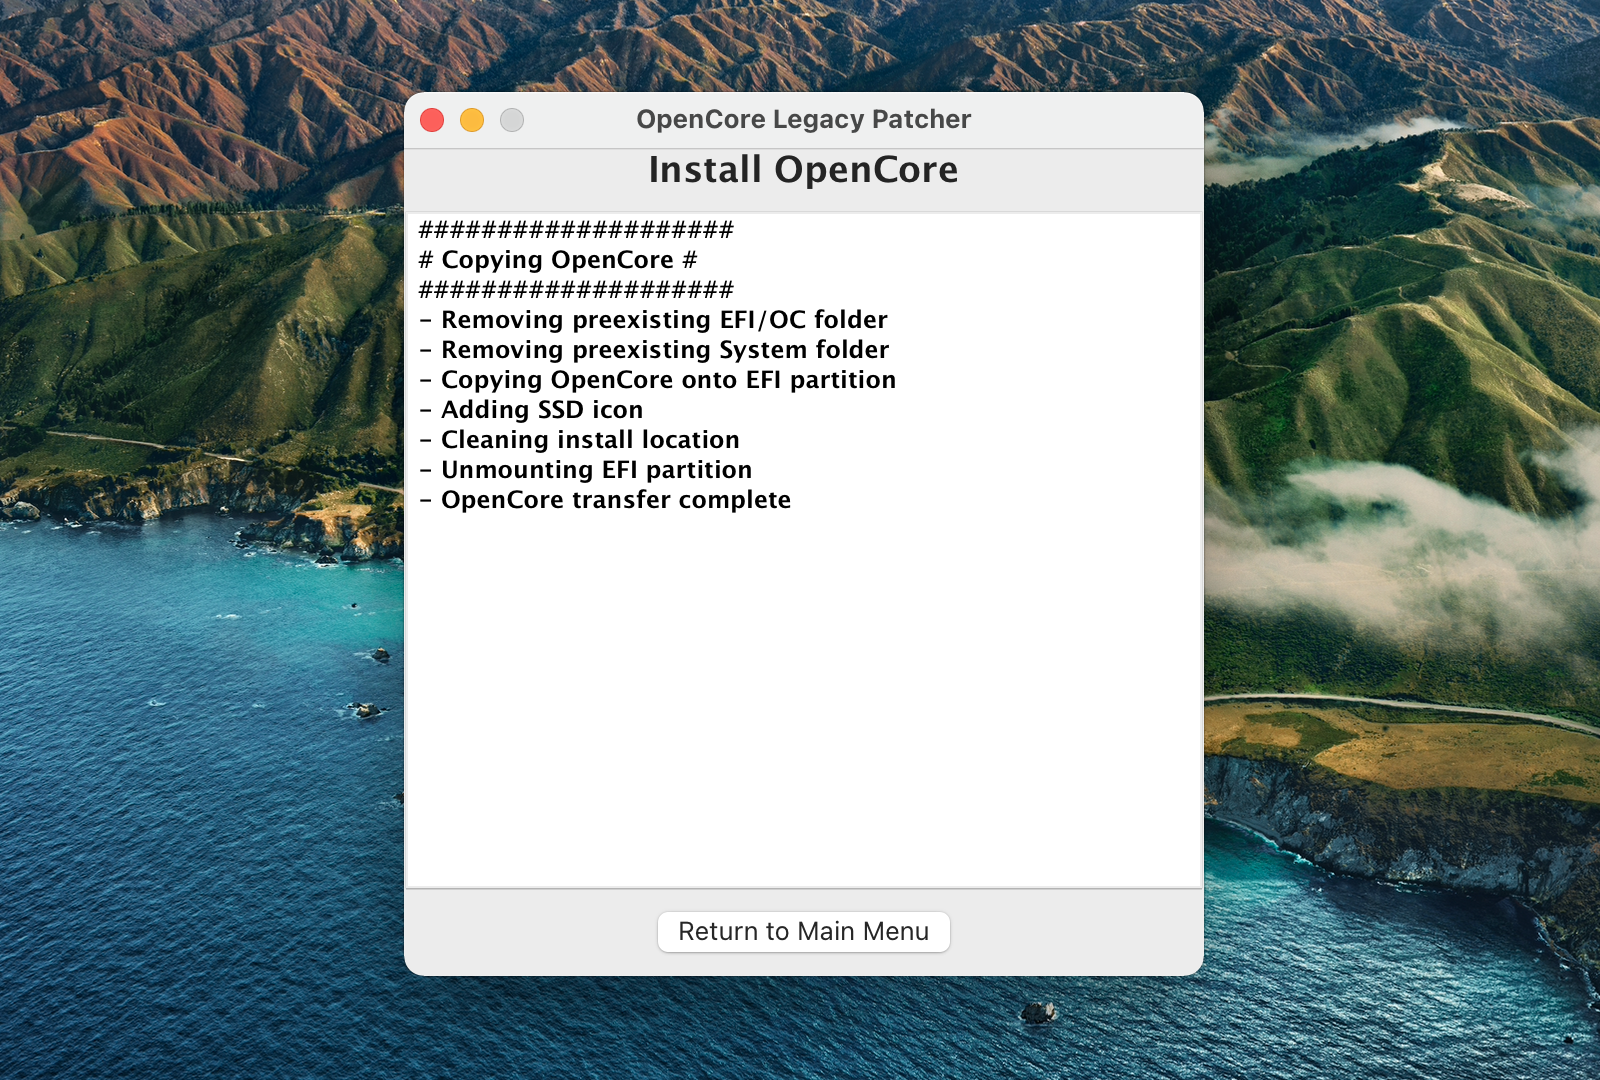 OpenCore Legacy Patcher
Install OpenCore
####################
# Copying OpenCore #
####################
- Removing preexisting EFI/OC folder
- Removing preexisting System folder
- Copying OpenCore onto EFI partition
- Adding SSD icon
- Cleaning install location
- Unmounting EFI partition
- OpenCore transfer complete
Return to Main Menu